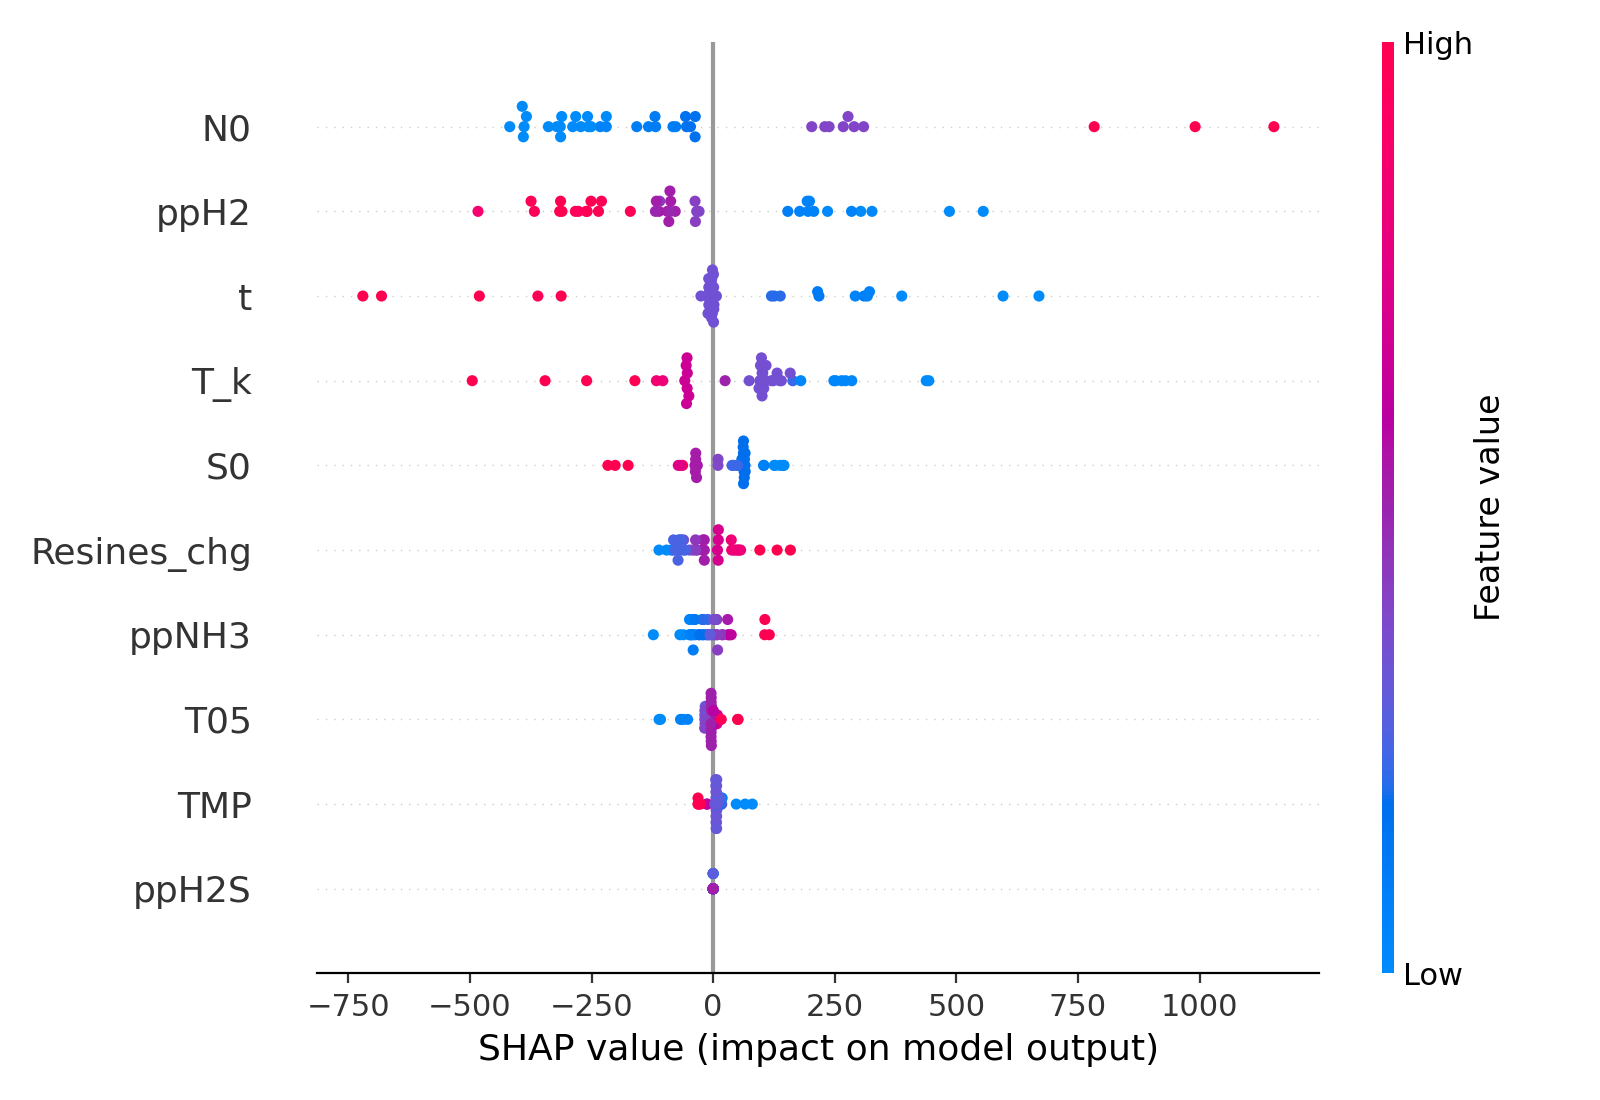 High
N0
ppH2
t
T_k
S0
Resines_chg
ppNH3
T05
TMP
ppH2S
Feature value
Low
−750 −500 −250 0 250 500 750 1000
SHAP value (impact on model output)